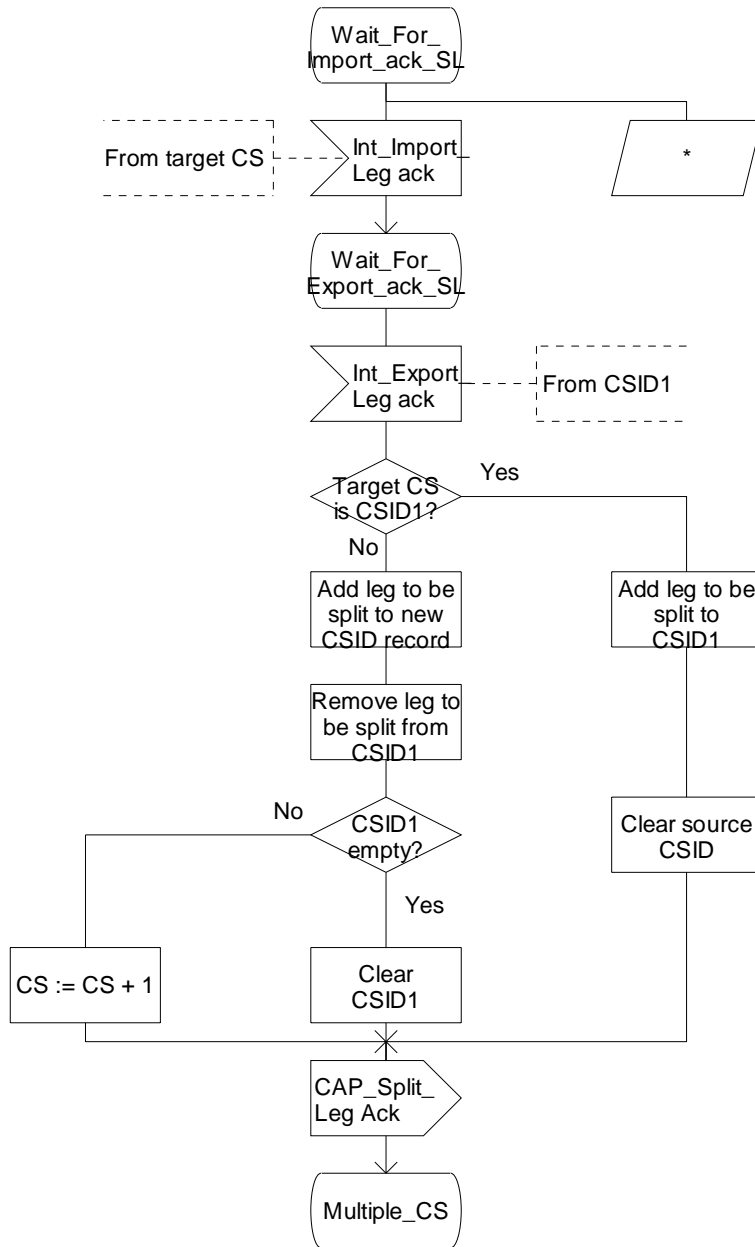 Wait_For_
Import_ack_SL
From target CS
Int_Import_
Leg ack
*
Wait_For_
Export_ack_SL
Int_Export_
Leg ack
From CSID1
Target CS
is CSID1?
Yes
No
Add leg to be
split to new
CSID record
Add leg to be
split to
CSID1
Remove leg to
be split from
CSID1
No
CSID1
empty?
Clear source
CSID
Yes
CS := CS + 1
Clear
CSID1
CAP_Split_
Leg Ack
Multiple_CS